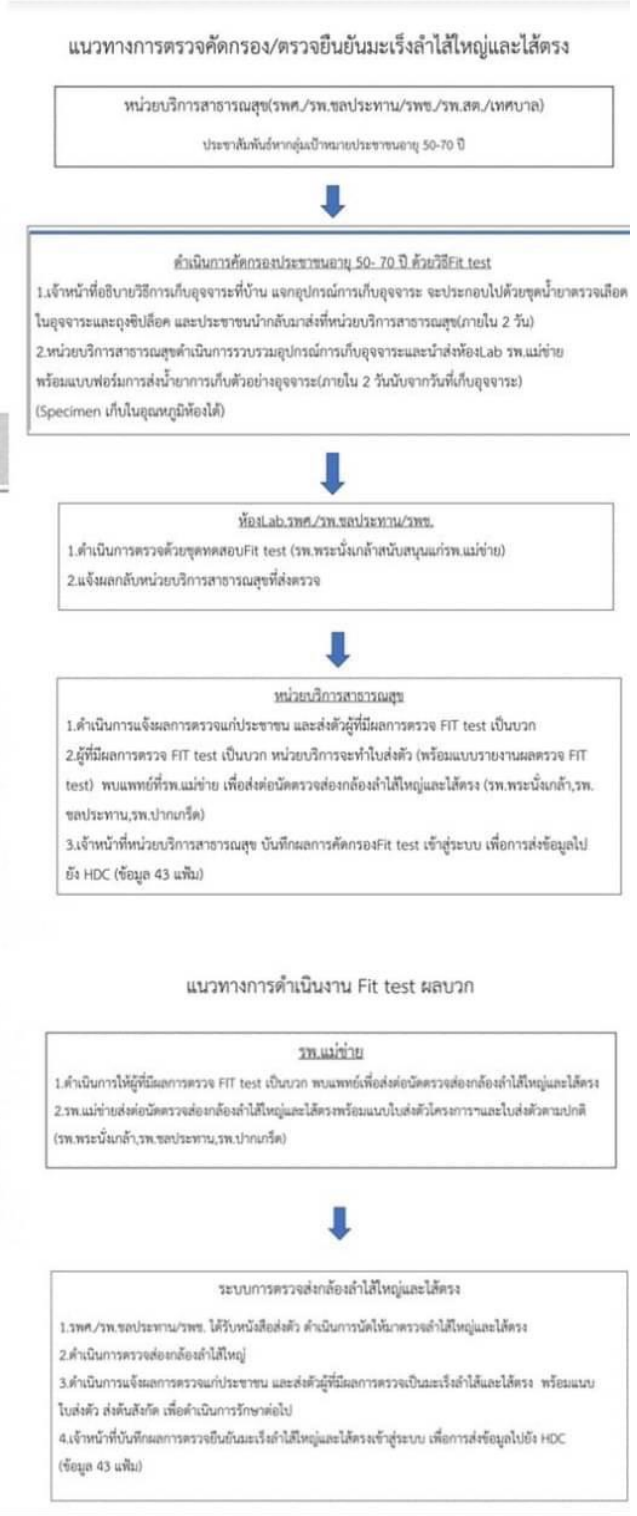 แนวทางการตรวจคัดกรอง/ตรวจยืนยันมะเร็งลำไส้ใหญ่และไส้ตรง
หน่วยบริการสาธารณสุข(รพศ./รพ.ชลประทาน/รพช./รพ.สต./เทศบาล)
ประชาสัมพันธ์หากลุ่มเป้าหมายประชาชนอายุ 50-70 ปี
ดำเนินการคัดกรองประชาชนอายุ 50- 70 ปี ด้วยวิธีFit test
1.เจ้าหน้าที่อธิบายวิธีการเก็บอุจจาระที่บ้าน แจกอุปกรณ์การเก็บอุจจาระ จะประกอบไปด้วยชุดน้ำยาตรวจเลือด
ในอุจจาระและถุงซิปล็อค และประชาชนนำกลับมาส่งที่หน่วยบริการสาธารณสุข(ภายใน 2 วัน)
2.หน่วยบริการสาธารณสุขดำเนินการรวบรวมอุปกรณ์การเก็บอุจจาระและนำส่งห้องLab รพ.แม่ข่าย
พร้อมแบบฟอร์มการส่งน้ำยาการเก็บตัวอย่างอุจจาระ(ภายใน 2 วันนับจากวันที่เก็บอุจจาระ)
(Specimen เก็บในอุณหภูมิห้องได้)
ห้องLab.รพศ./รพ.ชลประทาน/รพช.
1.ดำเนินการตรวจด้วยชุดทดสอบFit test (รพ.พระนั่งเกล้าสนับสนุนแก่รพ.แม่ข่าย)
2.แจ้งผลกลับหน่วยบริการสาธารณสุขที่ส่งตรวจ
หน่วยบริการสาธารณสุข
1.ดำเนินการแจ้งผลการตรวจแก่ประชาชน และส่งตัวผู้ที่มีผลการตรวจ FIT test เป็นบวก
2.ผู้ที่มีผลการตรวจ FIT test เป็นบวก หน่วยบริการจะทำใบส่งตัว (พร้อมแบบรายงานผลตรวจ FIT
test) พบแพทย์ที่รพ.แม่ข่าย เพื่อส่งต่อนัดตรวจส่องกล้องลำไส้ใหญ่และไส้ตรง (รพ.พระนั่งเกล้า,รพ.
ชลประทาน,รพ.ปากเกร็ด)
3.เจ้าหน้าที่หน่วยบริการสาธารณสุข บันทึกผลการคัดกรองFit test เข้าสู่ระบบ เพื่อการส่งข้อมูลไป
ยัง HDC (ข้อมูล 43 แฟ้ม)
แนวทางการดำเนินงาน Fit test ผลบวก
รพ.แม่ข่าย
1.ดำเนินการให้ผู้ที่มีผลการตรวจ FIT test เป็นบวก พบแพทย์เพื่อส่งต่อนัดตรวจส่องกล้องลำไส้ใหญ่และไส้ตรง
2.รพ.แม่ข่ายส่งต่อนัดตรวจส่องกล้องลำไส้ใหญ่และไส้ตรงพร้อมแนบใบส่งตัวโครงการฯและใบส่งตัวตามปกติ
(รพ.พระนั่งเกล้า,รพ.ชลประทาน,รพ.ปากเกร็ด)
ระบบการตรวจส่งกล้องลำไส้ใหญ่และไส้ตรง
1.รพศ./รพ.ชลประทาน/รพช. ได้รับหนังสือส่งตัว ดำเนินการนัดให้มาตรวจลำไส้ใหญ่และไส้ตรง
2.ดำเนินการตรวจส่องกล้องลำไส้ใหญ่
3.ดำเนินการแจ้งผลการตรวจแก่ประชาชน และส่งตัวผู้ที่มีผลการตรวจเป็นมะเร็งลำไส้และไส้ตรง พร้อมแนบ
ใบส่งตัว ส่งต้นสังกัด เพื่อดำเนินการรักษาต่อไป
4.เจ้าหน้าที่บันทึกผลการตรวจยืนยันมะเร็งลำไส้ใหญ่และไส้ตรงเข้าสู่ระบบ เพื่อการส่งข้อมูลไปยัง HDC
(ข้อมูล 43 แฟ้ม)